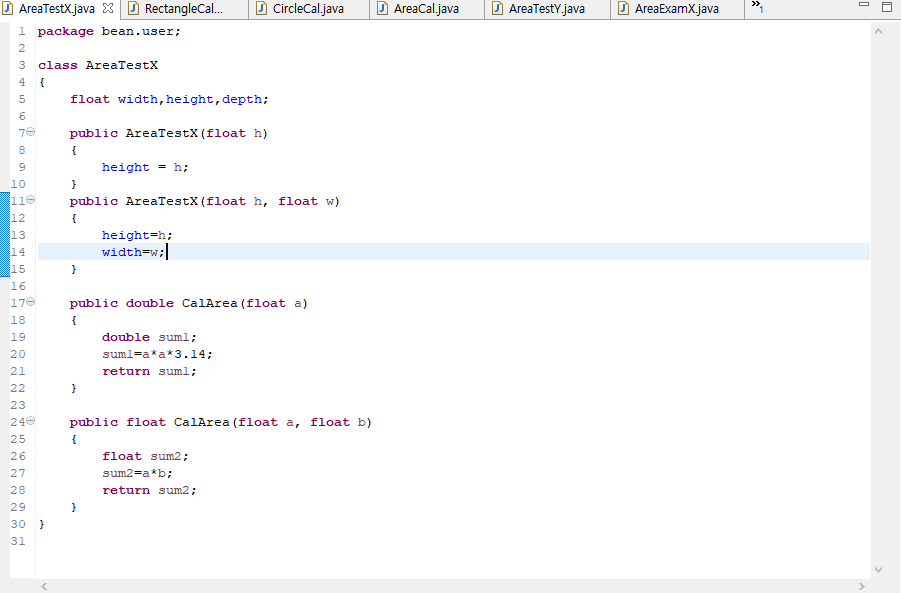 AreaTestX.java RectangleCal... CircleCal.java AreaCal.java AreaTestY.java AreaExamX.java »1
1 package bean.user;
2
3 class AreaTestX
4 {
5 float width,height,depth;
6
7 public AreaTestX(float h)
8 {
9 height = h;
10 }
11 public AreaTestX(float h, float w)
12 {
13 height=h;
14 width=w;
15 }
16
17 public double CalArea(float a)
18 {
19 double sum1;
20 sum1=a*a*3.14;
21 return sum1;
22 }
23
24 public float CalArea(float a, float b)
25 {
26 float sum2;
27 sum2=a*b;
28 return sum2;
29 }
30 }
31